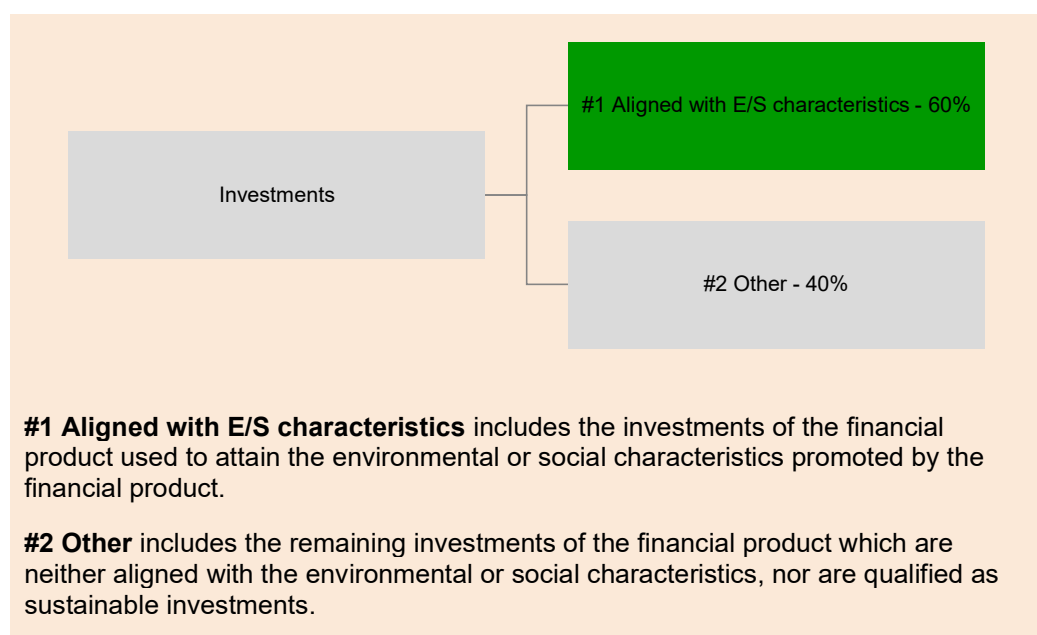 #1 Aligned with E/S characteristics - 60%
Investments
#2 Other - 40%
#1 Aligned with E/S characteristics includes the investments of the financial
product used to attain the environmental or social characteristics promoted by the
financial product.
#2 Other includes the remaining investments of the financial product which are
neither aligned with the environmental or social characteristics, nor are qualified as
sustainable investments.